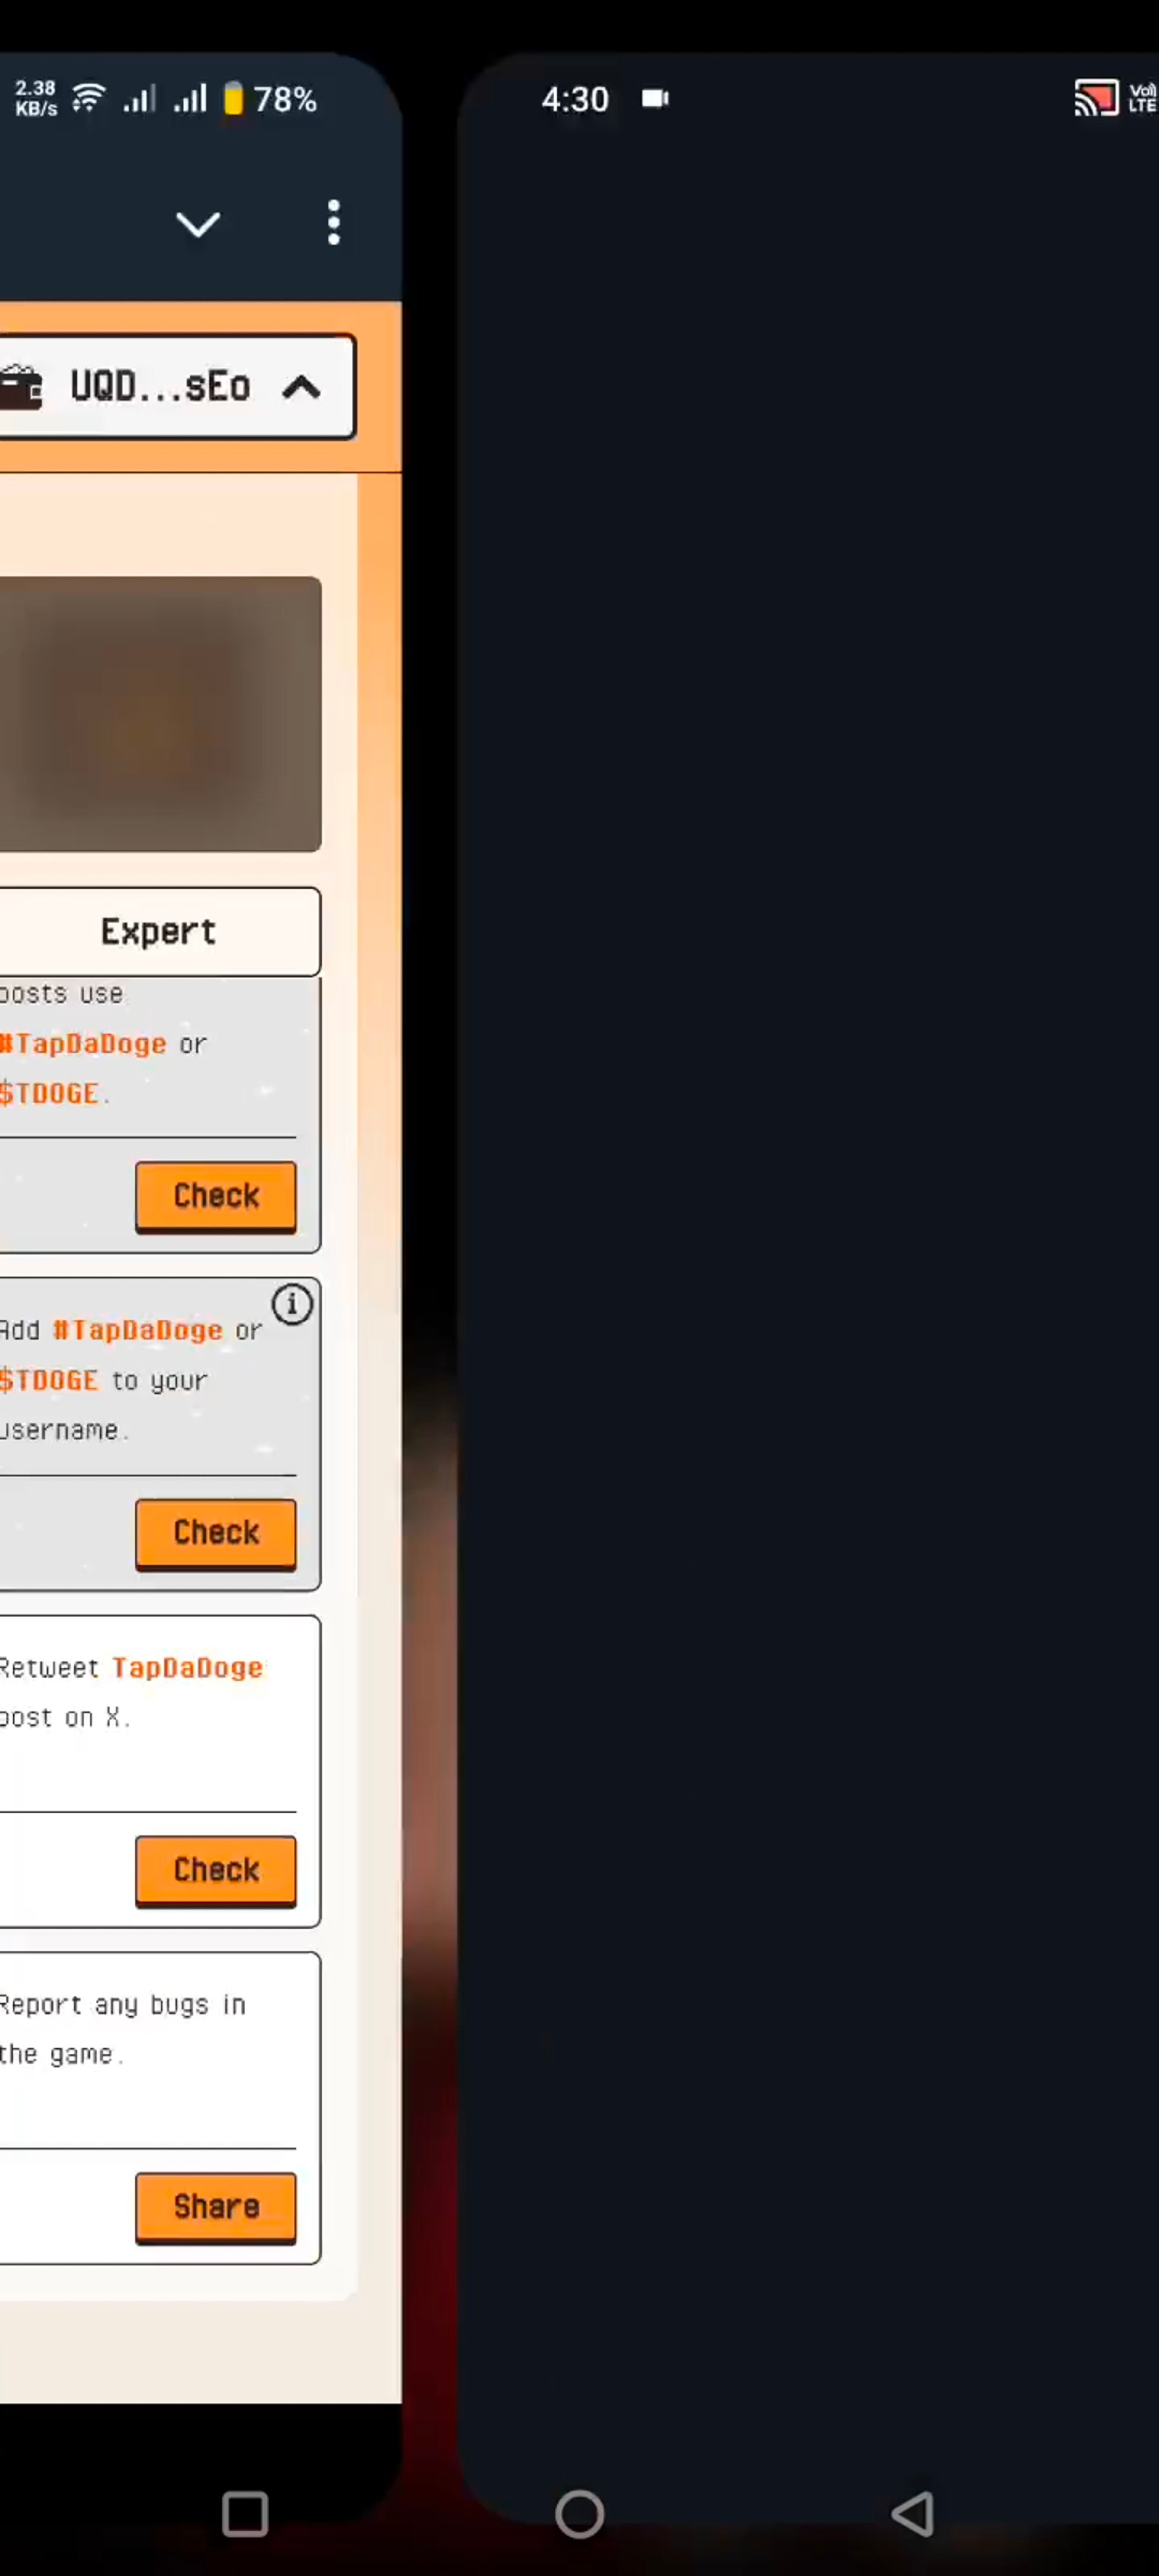 2.38
KB/s
78%
4:30
Voil
LTE
UQD...sEo
Expert
posts use
#TapDaDoge or
$TDOGE.
Check
Add #TapDaDoge or
$TDOGE to your
username.
Check
Retweet TapDaDoge
post on X.
Check
Report any bugs in
the game.
Share